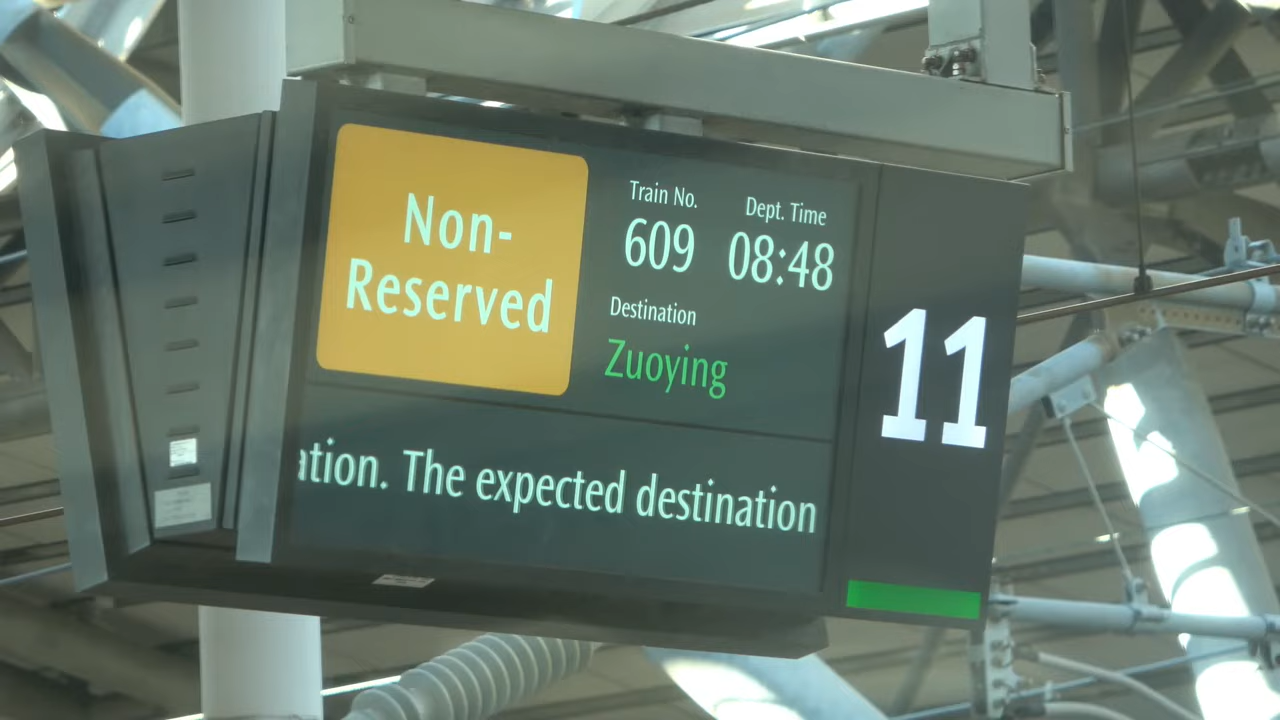 Non-
Reserved
Train No.
609
Dept. Time
08:48
Destination
Zuoying
ation. The expected destination
11